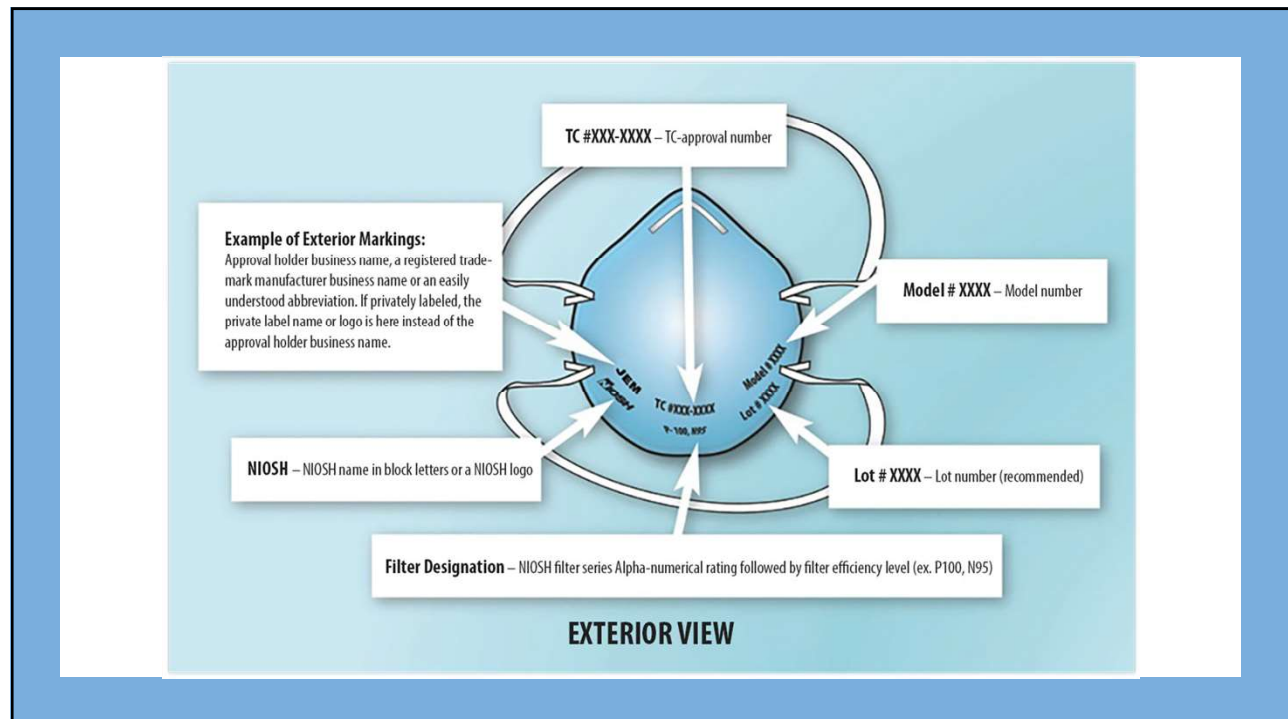 TC #XXX-XXXX – TC-approval number
Example of Exterior Markings:
Approval holder business name, a registered trade-
mark manufacturer business name or an easily
understood abbreviation. If privately labeled, the
private label name or logo is here instead of the
approval holder business name.
Model # XXXX – Model number
JEM
NIOSH
TC #XXX-XXXX
P-100, N95
Model # XXX
Lot # XXXX
NIOSH – NIOSH name in block letters or a NIOSH logo
Lot # XXXX – Lot number (recommended)
Filter Designation – NIOSH filter series Alpha-numerical rating followed by filter efficiency level (ex. P100, N95)
EXTERIOR VIEW